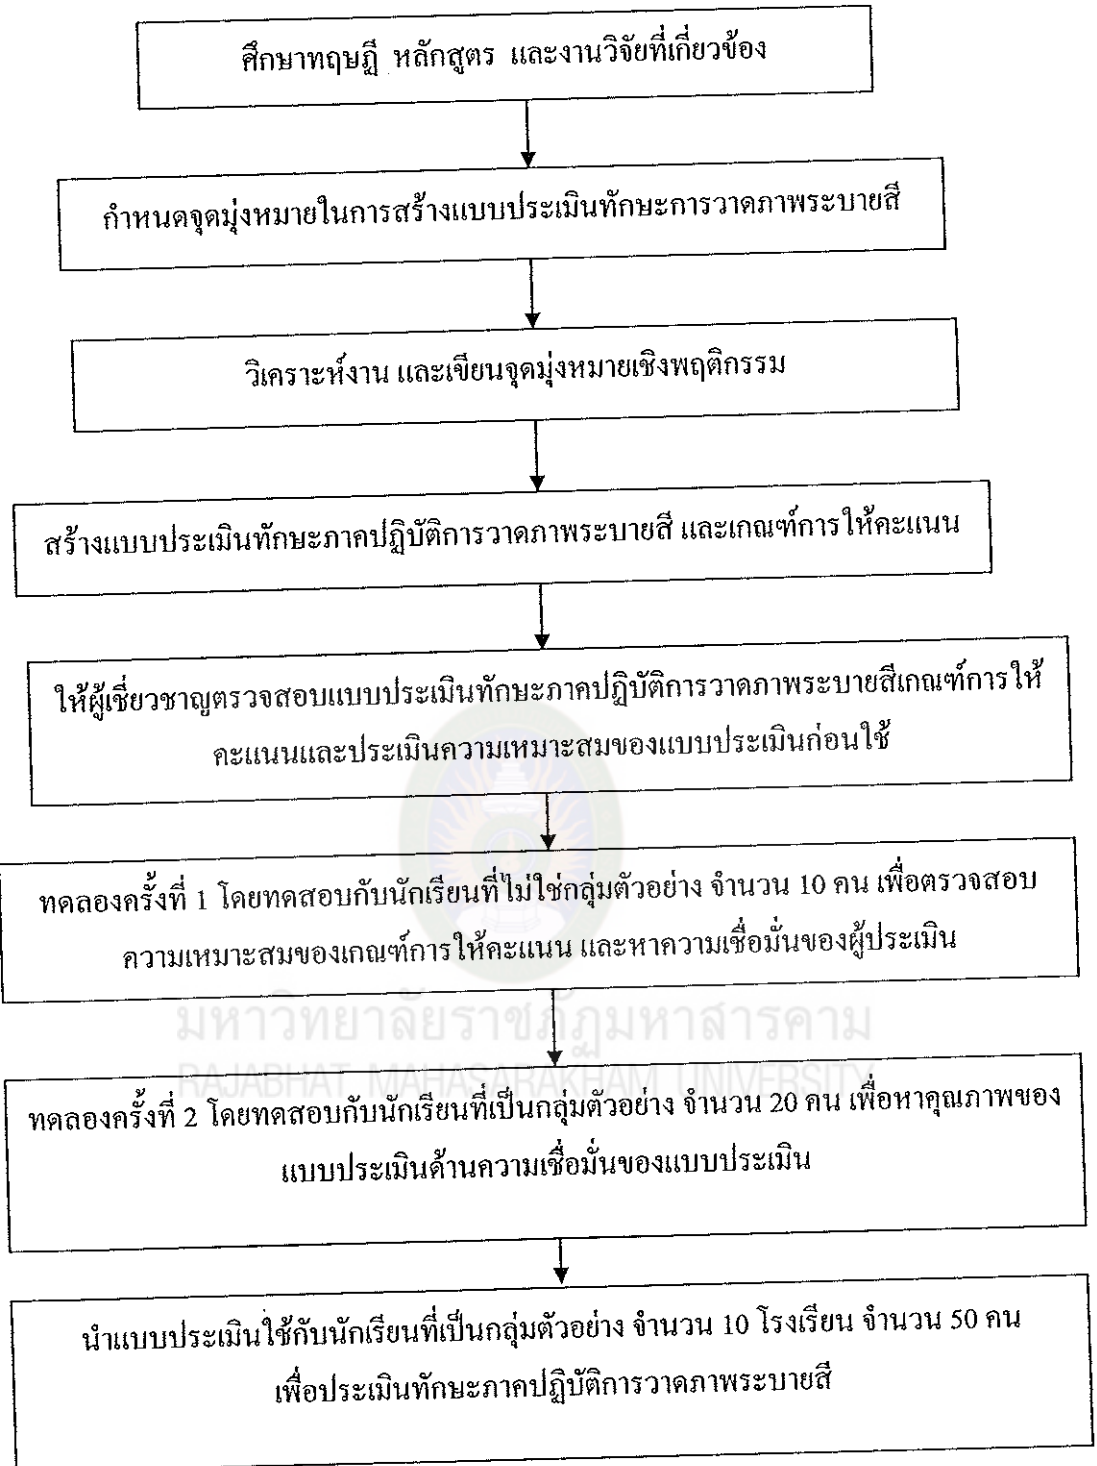 ศึกษาทฤษฎี หลักสูตร และงานวิจัยที่เกี่ยวข้อง
กำหนดจุดมุ่งหมายในการสร้างแบบประเมินทักษะการวาดภาพระบายสี
วิเคราะห์งาน และเขียนจุดมุ่งหมายเชิงพฤติกรรม
สร้างแบบประเมินทักษะภาคปฏิบัติการวาดภาพระบายสี และเกณฑ์การให้คะแนน
ให้ผู้เชี่ยวชาญตรวจสอบแบบประเมินทักษะภาคปฏิบัติการวาดภาพระบายสีเกณฑ์การให้
คะแนนและประเมินความเหมาะสมของแบบประเมินก่อนใช้
ทดลองครั้งที่ 1 โดยทดสอบกับนักเรียนที่ไม่ใช่กลุ่มตัวอย่าง จำนวน 10 คน เพื่อตรวจสอบ
ความเหมาะสมของเกณฑ์การให้คะแนน และหาความเชื่อมั่นของผู้ประเมิน
มหาวิทยาลัยราชภัฏมหาสารคาม
RAJABHAT MAHASARAKHAM UNIVERSITY
ทดลองครั้งที่ 2 โดยทดสอบกับนักเรียนที่เป็นกลุ่มตัวอย่าง จำนวน 20 คน เพื่อหาคุณภาพของ
แบบประเมินด้านความเชื่อมั่นของแบบประเมิน
นำแบบประเมินใช้กับนักเรียนที่เป็นกลุ่มตัวอย่าง จำนวน 10 โรงเรียน จำนวน 50 คน
เพื่อประเมินทักษะภาคปฏิบัติการวาดภาพระบายสี